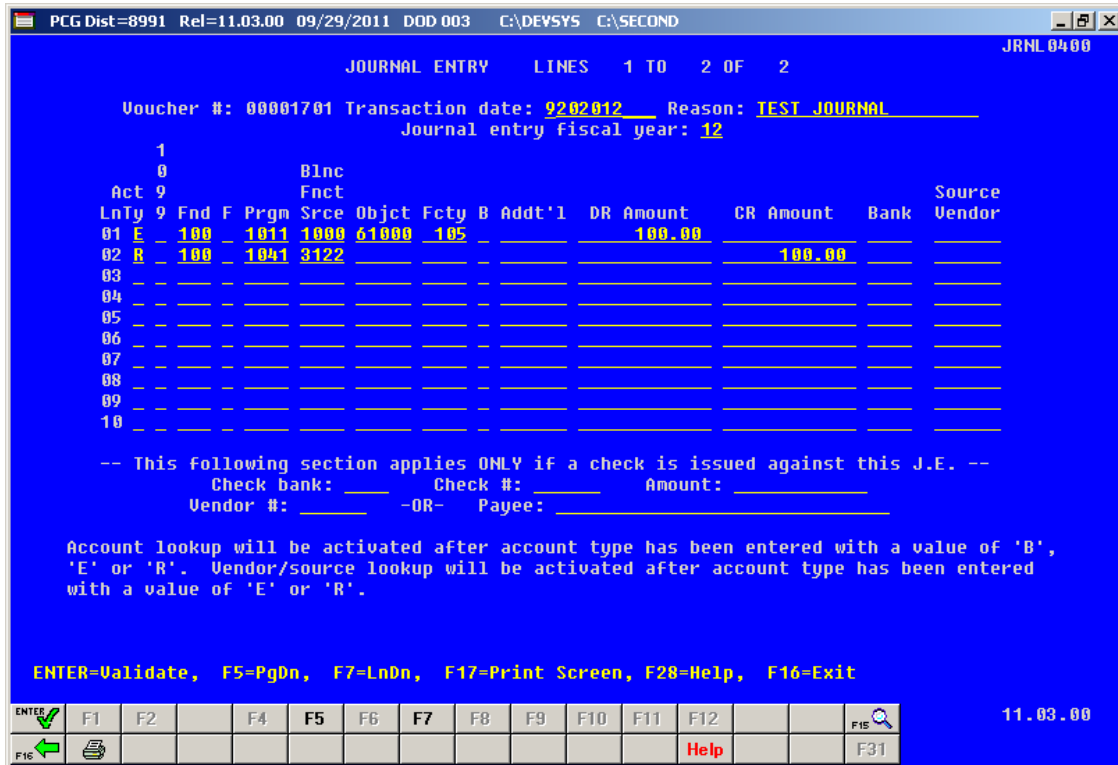 PCG Dist=8991 Rel=11.03.00 09/29/2011 DOD 003 C:\DEVSYS C:\SECOND
JRNL0400
JOURNAL ENTRY LINES 1 TO 2 OF 2
Voucher #: 00001701 Transaction date: 9202012___ Reason: TEST JOURNAL
Journal entry fiscal year: 12
1
0 Blnc
Act 9 Fnct Source
LnTy 9 Fnd F Prgm Srce Objct Fcty B Addt'l DR Amount CR Amount Bank Vendor
01 E _ 100 _ 1011 1000 61000 105 _ 100.00
02 R _ 100 _ 1041 3122 100.00
03
04
05
06
07
08
09
10
-- This following section applies ONLY if a check is issued against this J.E. --
Check bank: ____ Check #: ______ Amount: ____________
Vendor #: ______ -OR- Payee: ______________________________
Account lookup will be activated after account type has been entered with a value of 'B',
'E' or 'R'. Vendor/source lookup will be activated after account type has been entered
with a value of 'E' or 'R'.
ENTER=Validate, F5=PgDn, F7=LnDn, F17=Print Screen, F28=Help, F16=Exit
ENTER F1 F2 F4 F5 F6 F7 F8 F9 F10 F11 F12 F15 11.03.00
F16 Help F31